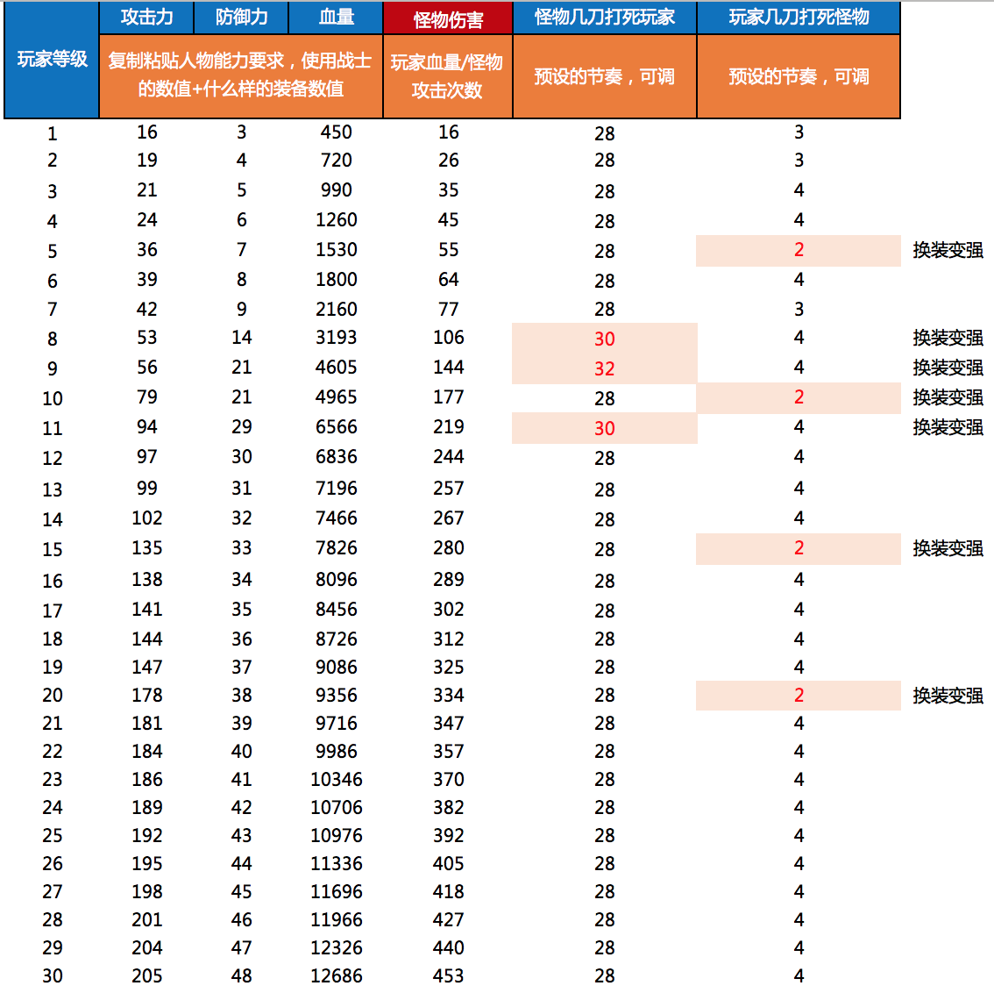 玩家等级 攻击力 防御力 血量 怪物伤害 怪物几刀打死玩家 玩家几刀打死怪物
复制粘贴人物能力要求，使用战士 玩家血量/怪物 预设的节奏，可调 预设的节奏，可调
的数值+什么样的装备数值 攻击次数
1 16 3 450 16 28 3
2 19 4 720 26 28 3
3 21 5 990 35 28 4
4 24 6 1260 45 28 4
5 36 7 1530 55 28 2 换装变强
6 39 8 1800 64 28 4
7 42 9 2160 77 28 3
8 53 14 3193 106 30 4 换装变强
9 56 21 4605 144 32 4 换装变强
10 79 21 4965 177 28 2 换装变强
11 94 29 6566 219 30 4 换装变强
12 97 30 6836 244 28 4
13 99 31 7196 257 28 4
14 102 32 7466 267 28 4
15 135 33 7826 280 28 2 换装变强
16 138 34 8096 289 28 4
17 141 35 8456 302 28 4
18 144 36 8726 312 28 4
19 147 37 9086 325 28 4
20 178 38 9356 334 28 2 换装变强
21 181 39 9716 347 28 4
22 184 40 9986 357 28 4
23 186 41 10346 370 28 4
24 189 42 10706 382 28 4
25 192 43 10976 392 28 4
26 195 44 11336 405 28 4
27 198 45 11696 418 28 4
28 201 46 11966 427 28 4
29 204 47 12326 440 28 4
30 205 48 12686 453 28 4